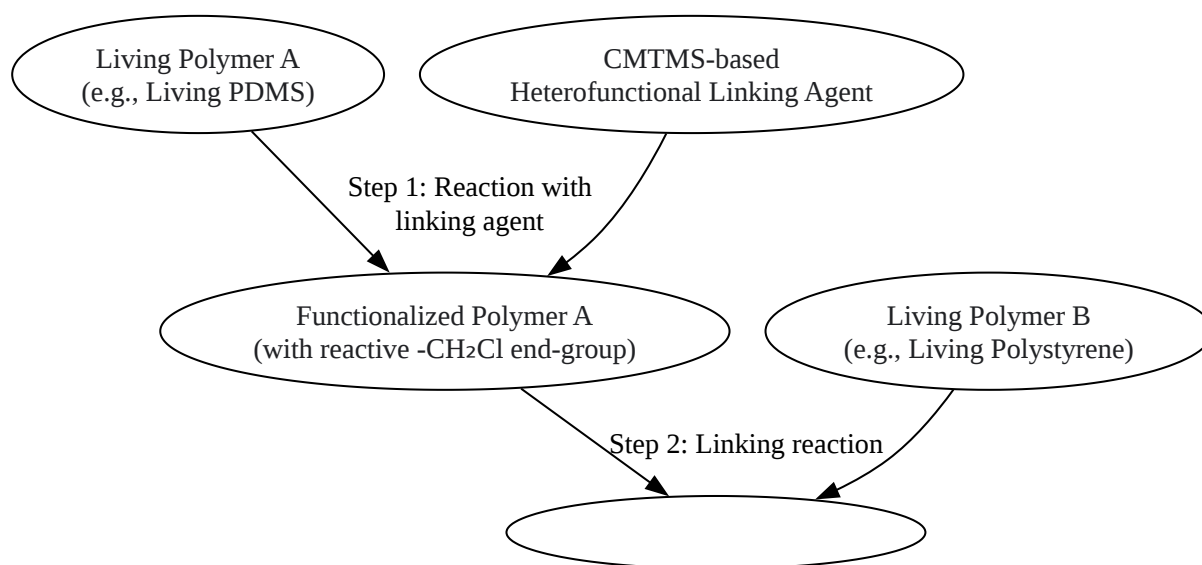 Living Polymer A
(e.g., Living PDMS)
CMTMS-based
Heterofunctional Linking Agent
Step 1: Reaction with
linking agent
Functionalized Polymer A
(with reactive -CH₂Cl end-group)
Living Polymer B
(e.g., Living Polystyrene)
Step 2: Linking reaction